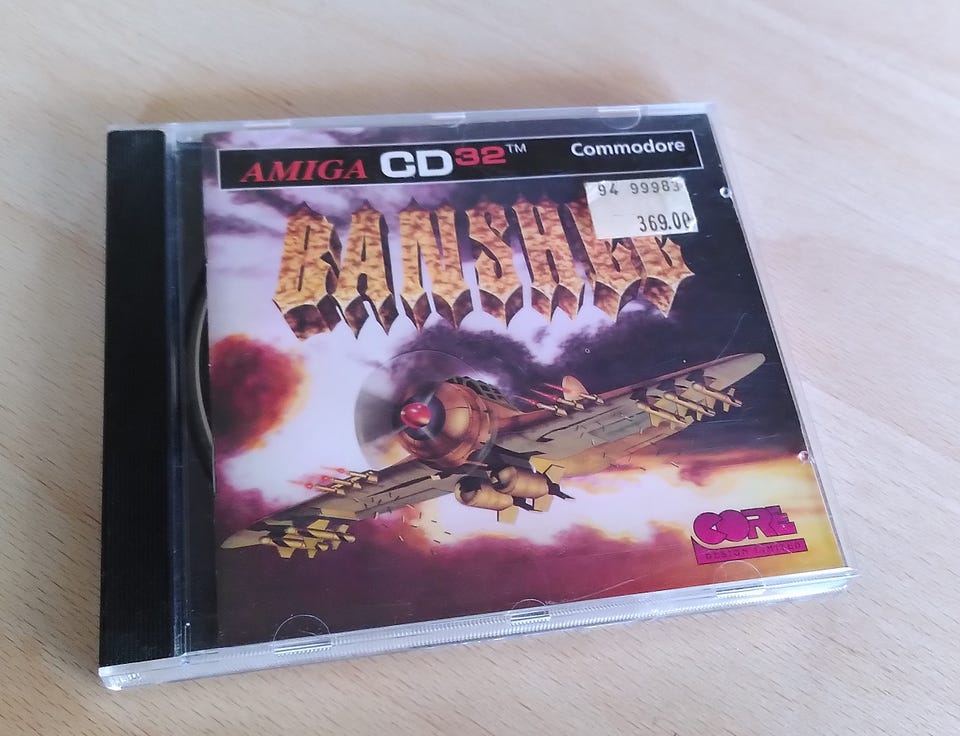 AMIGA CD32™ Commodore
94 99983
369.00
BANSHEE
CORE
DESIGN LIMITED